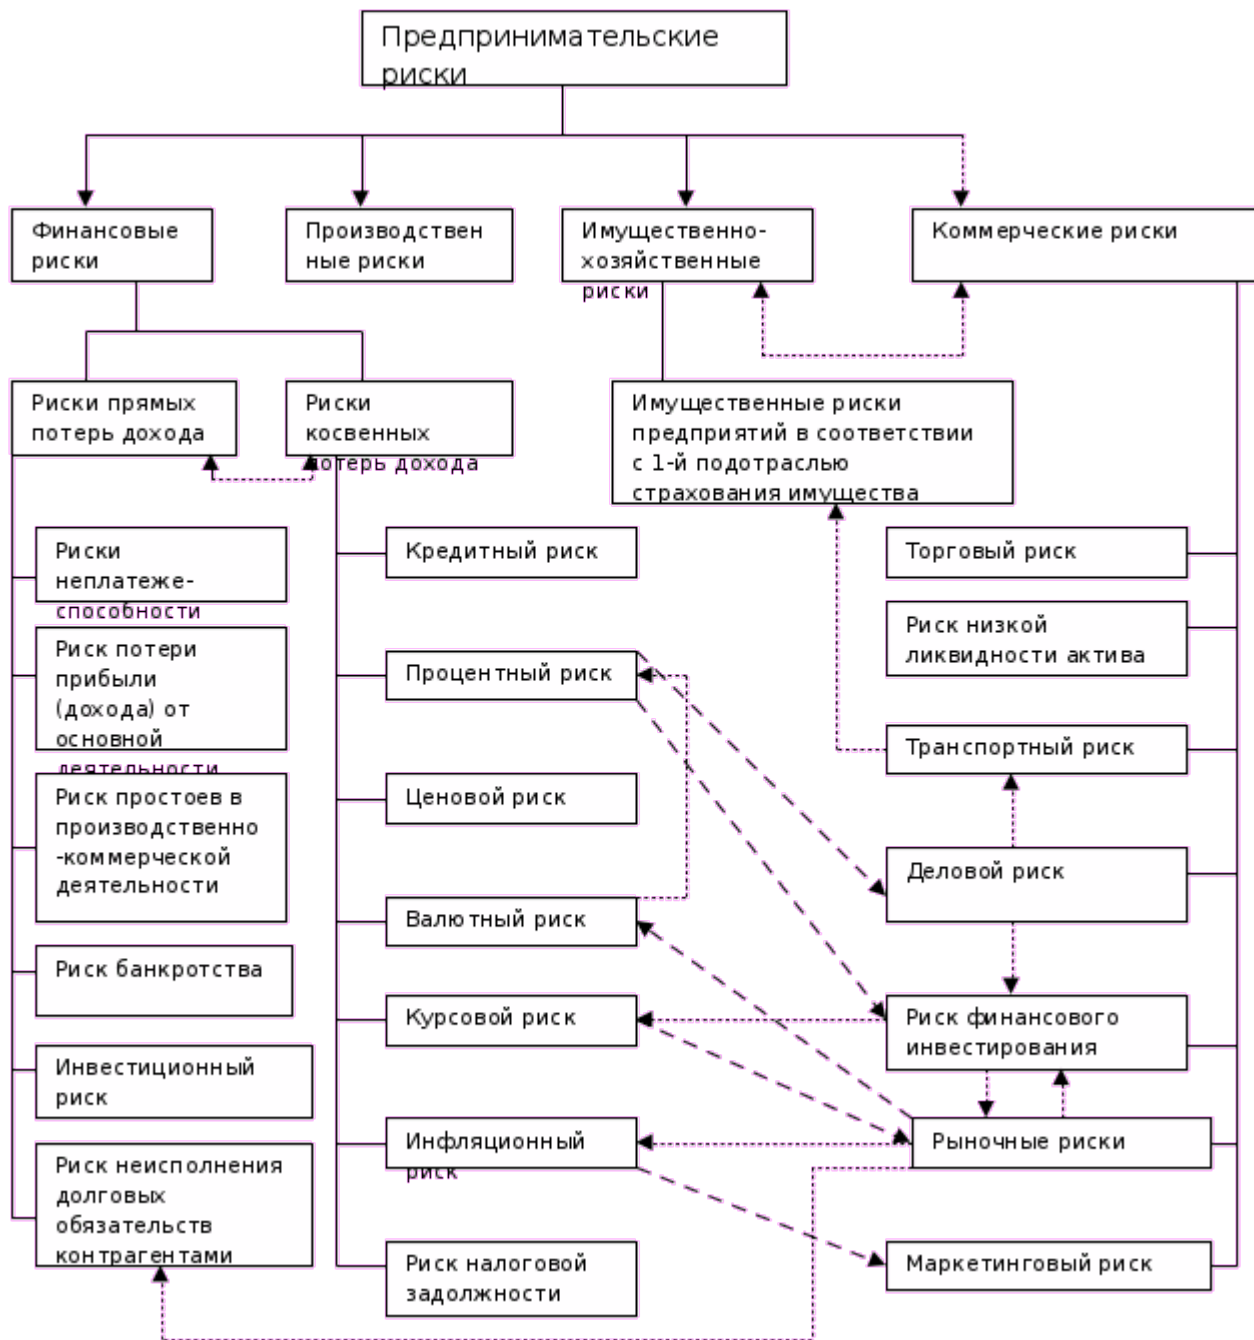 Предпринимательские
риски
Финансовые
риски
Производствен
ные риски
Имущественно-
хозяйственные
риски
Коммерческие риски
Риски прямых
потерь дохода
Риски
косвенных
потерь дохода
Имущественные риски
предприятий в соответствии
с 1-й подотраслью
страхования имущества
Риски
неплатеже-
способности
Риск потери
прибыли
(дохода) от
основной
деятельности
Риск простоев в
производственно
-коммерческой
деятельности
Риск банкротства
Инвестиционный
риск
Риск неисполнения
долговых
обязательств
контрагентами
Кредитный риск
Процентный риск
Ценовой риск
Валютный риск
Курсовой риск
Инфляционный
риск
Риск налоговой
задолжности
Торговый риск
Риск низкой
ликвидности актива
Транспортный риск
Деловой риск
Риск финансового
инвестирования
Рыночные риски
Маркетинговый риск